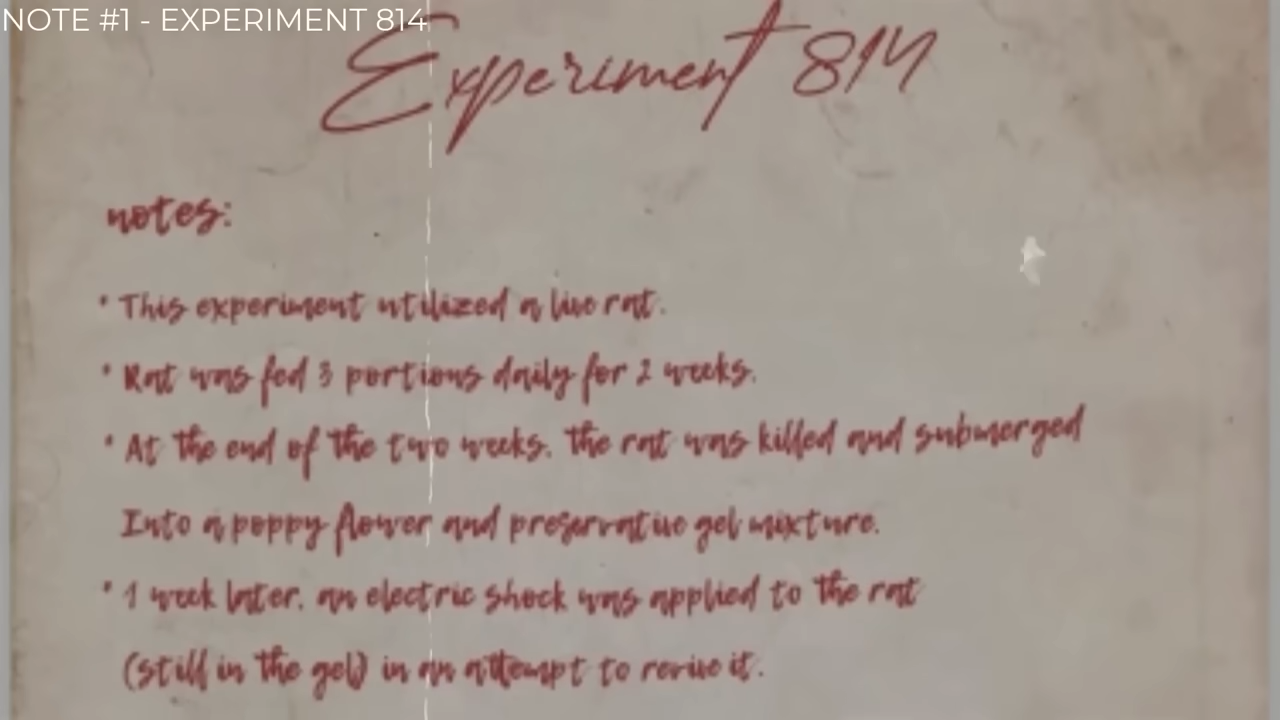 NOTE #1 - EXPERIMENT 814
Experiment 814
notes:
• This experiment utilized a live rat.
• Rat was fed 3 portions daily for 2 weeks.
• At the end of the two weeks, the rat was killed and submerged
Into a poppy flower and preservative gel mixture.
• 1 week later, an electric shock was applied to the rat
(still in the gel) in an attempt to revive it.